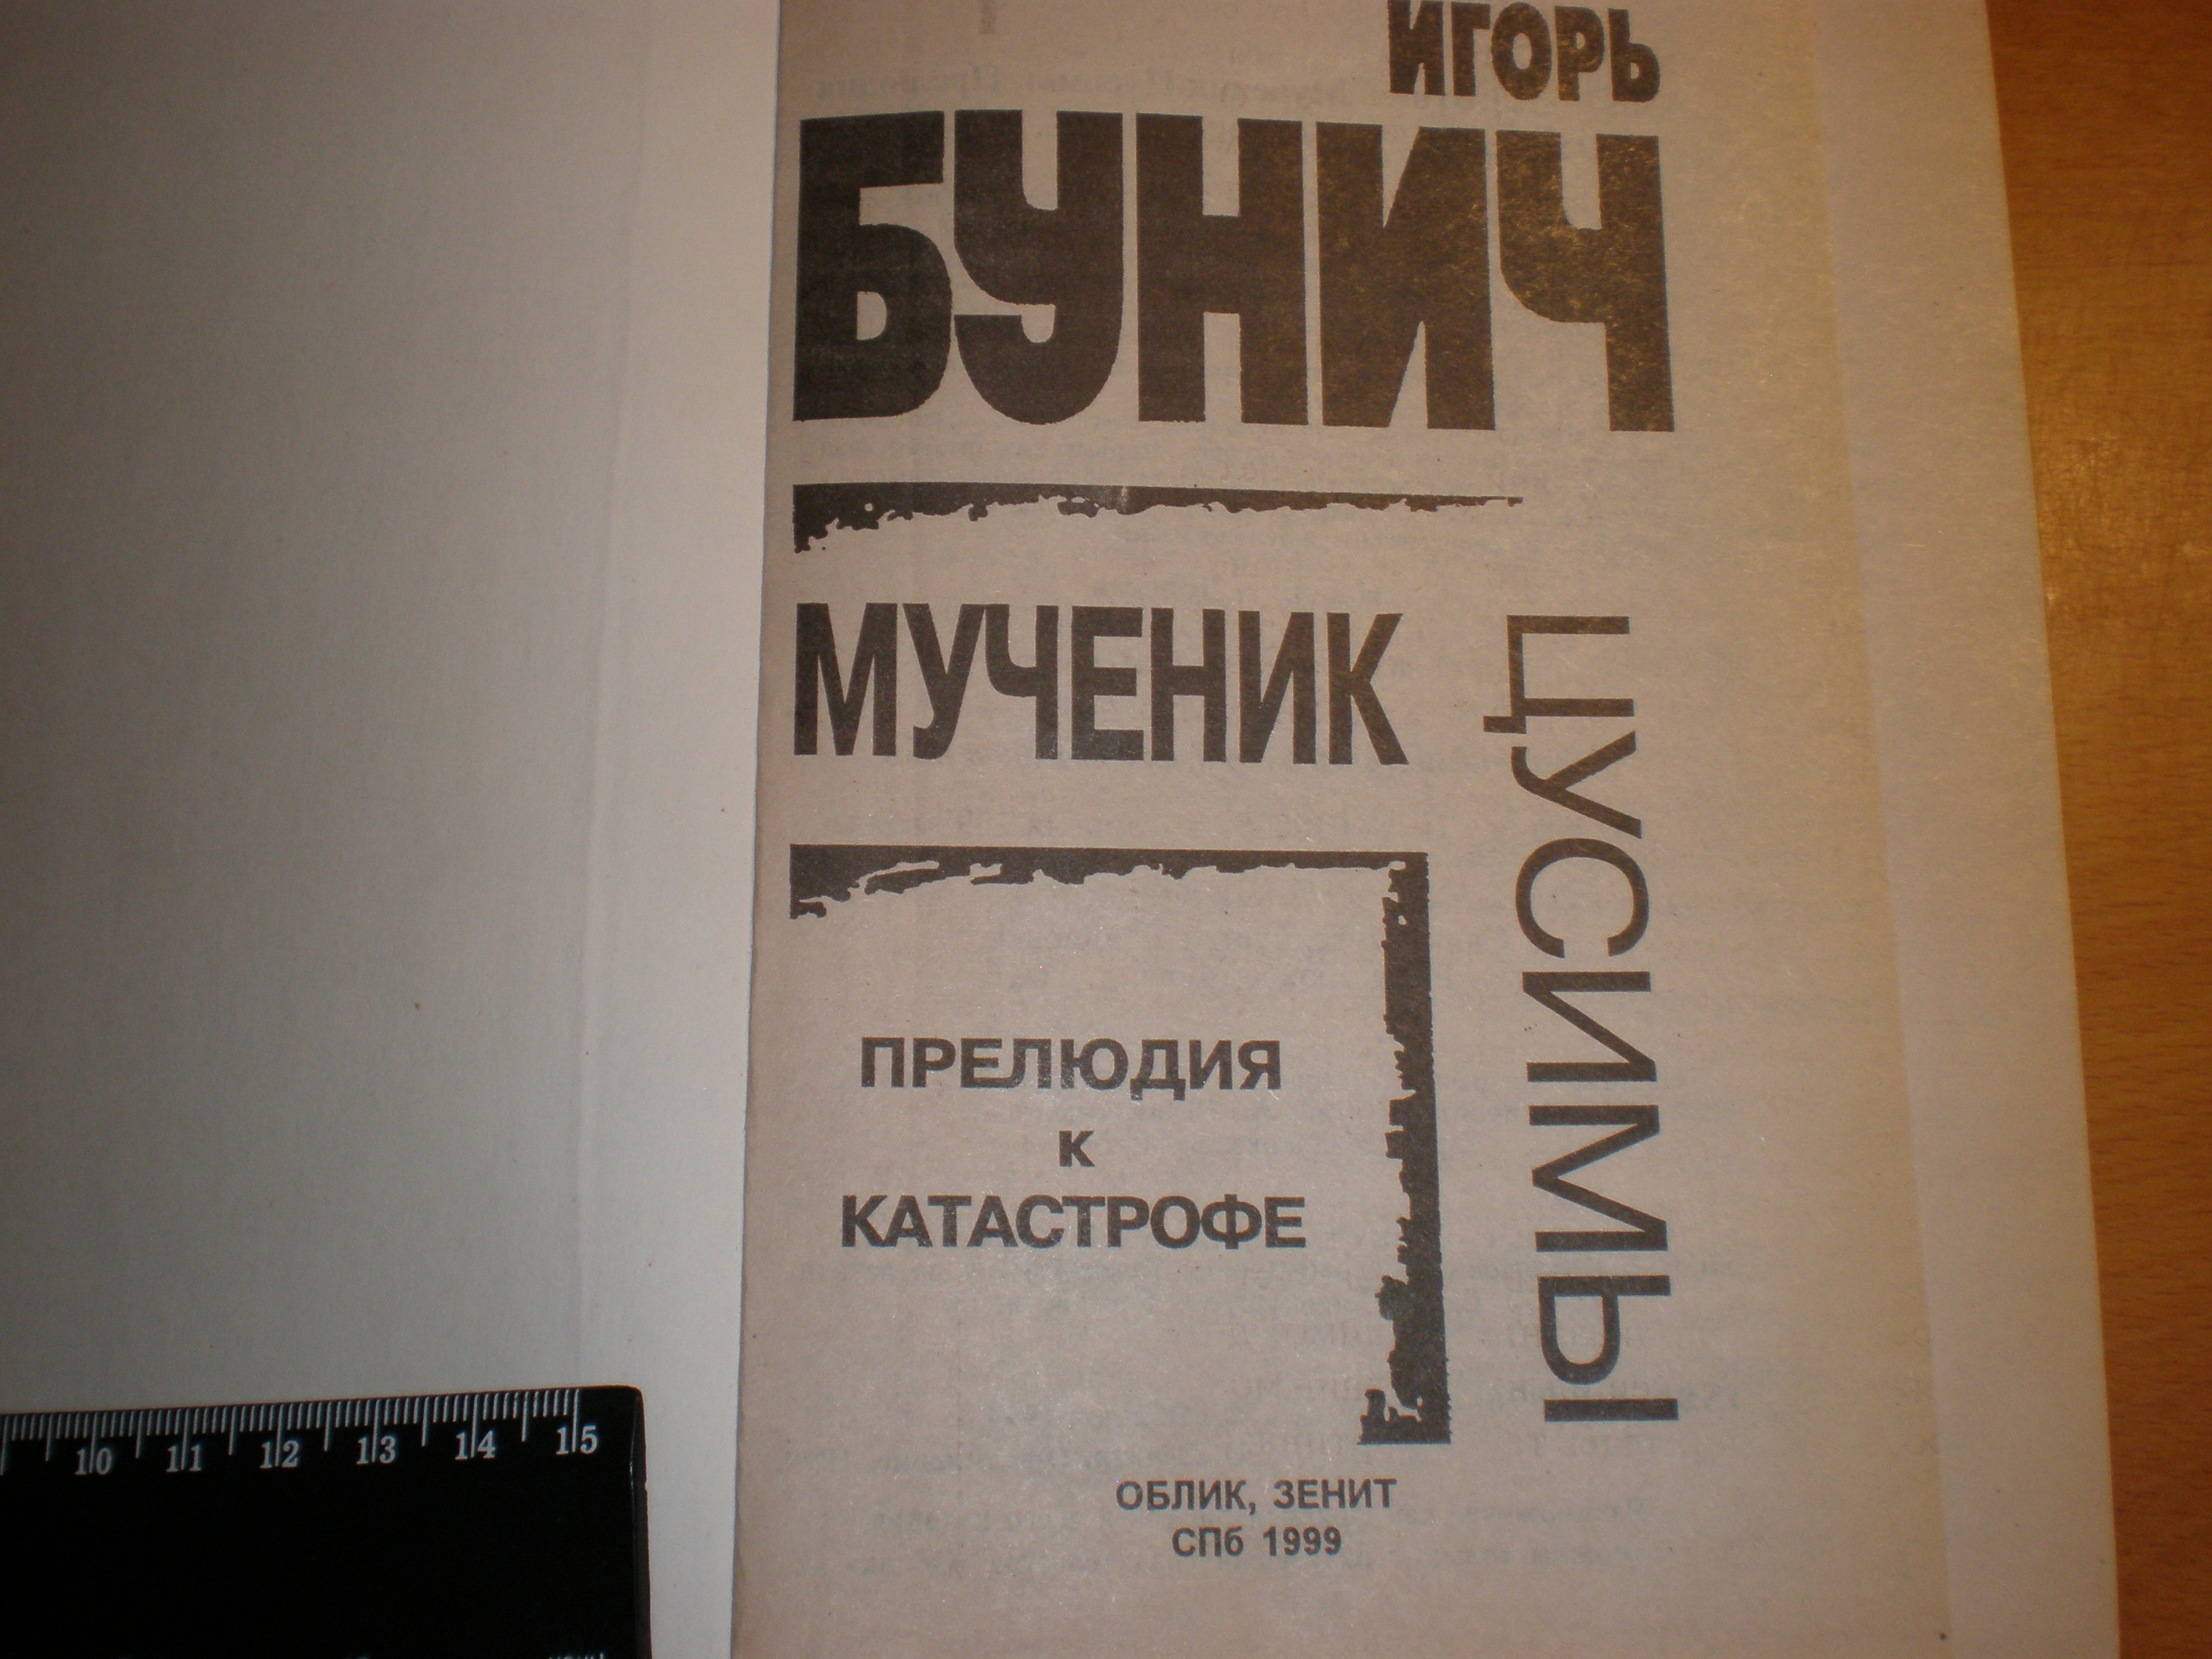 ИГОРЬ
БУНИЧ
МУЧЕНИК
ЦУСИМЫ
ПРЕЛЮДИЯ
К
КАТАСТРОФЕ
ОБЛИК, ЗЕНИТ
СПб 1999
10 11 12 13 14 15